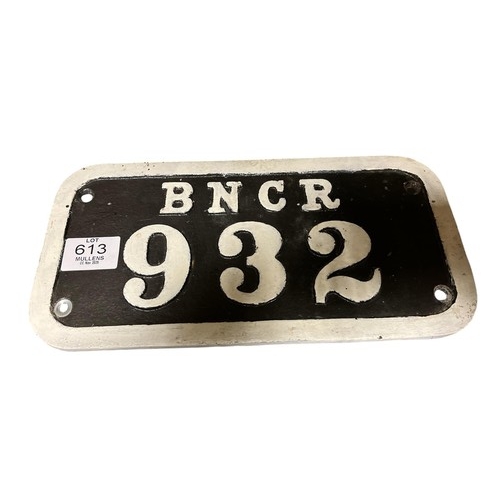 BNCR
932
LOT
613
MULLENS